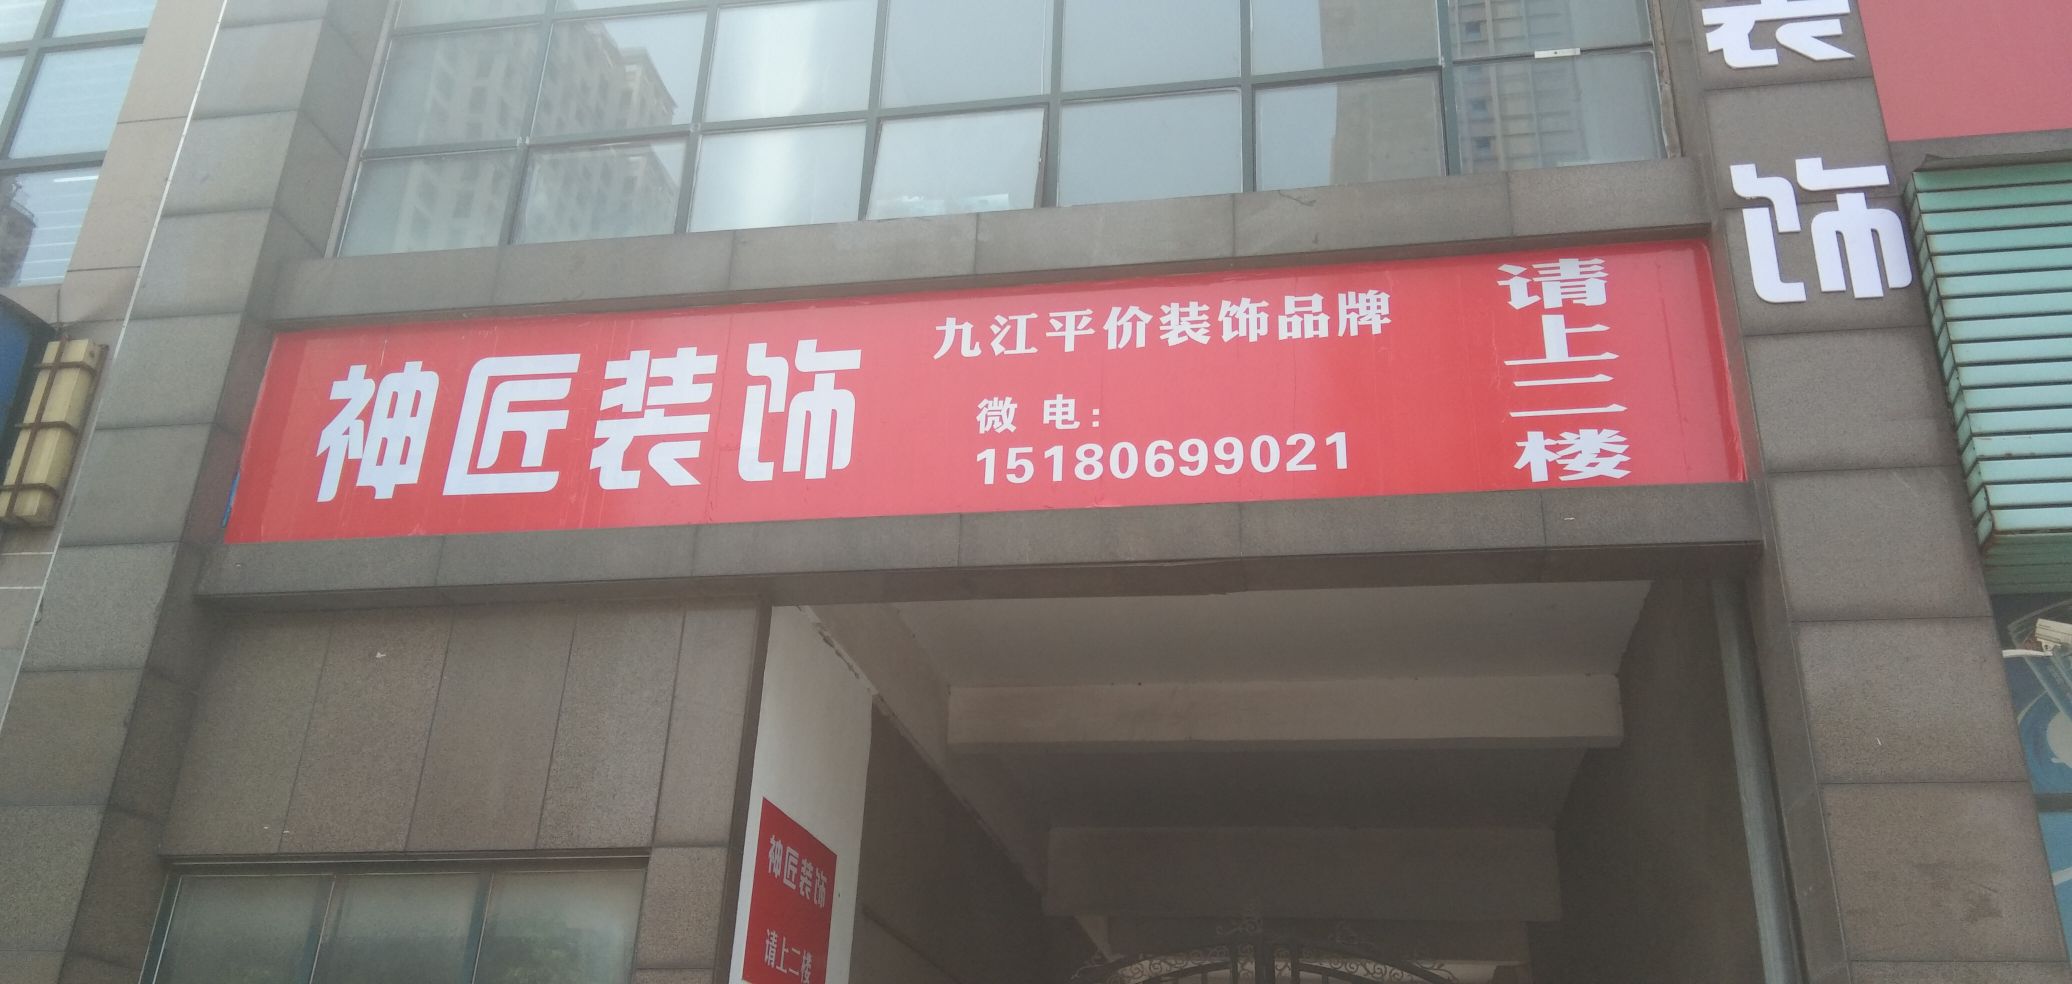 神匠装饰
九江平价装饰品牌
微 电:
15180699021
请上二楼
装饰
神匠装饰
请上二楼